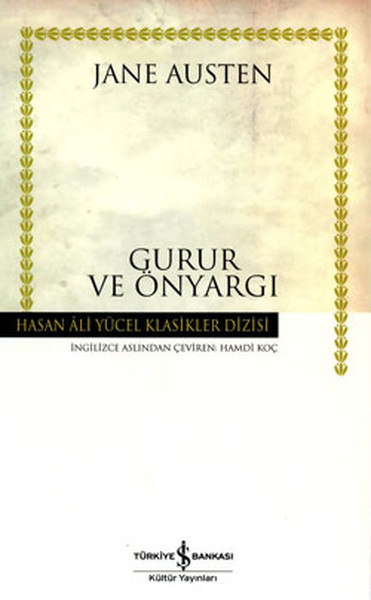 JANE AUSTEN
GURUR
VE ÖNYARGI
HASAN ÂLİ YÜCEL KLASİKLER DİZİSİ
İNGİLİZCE ASLINDAN ÇEVİREN: HAMDİ KOÇ
TÜRKİYE İŞ BANKASI
Kültür Yayınları